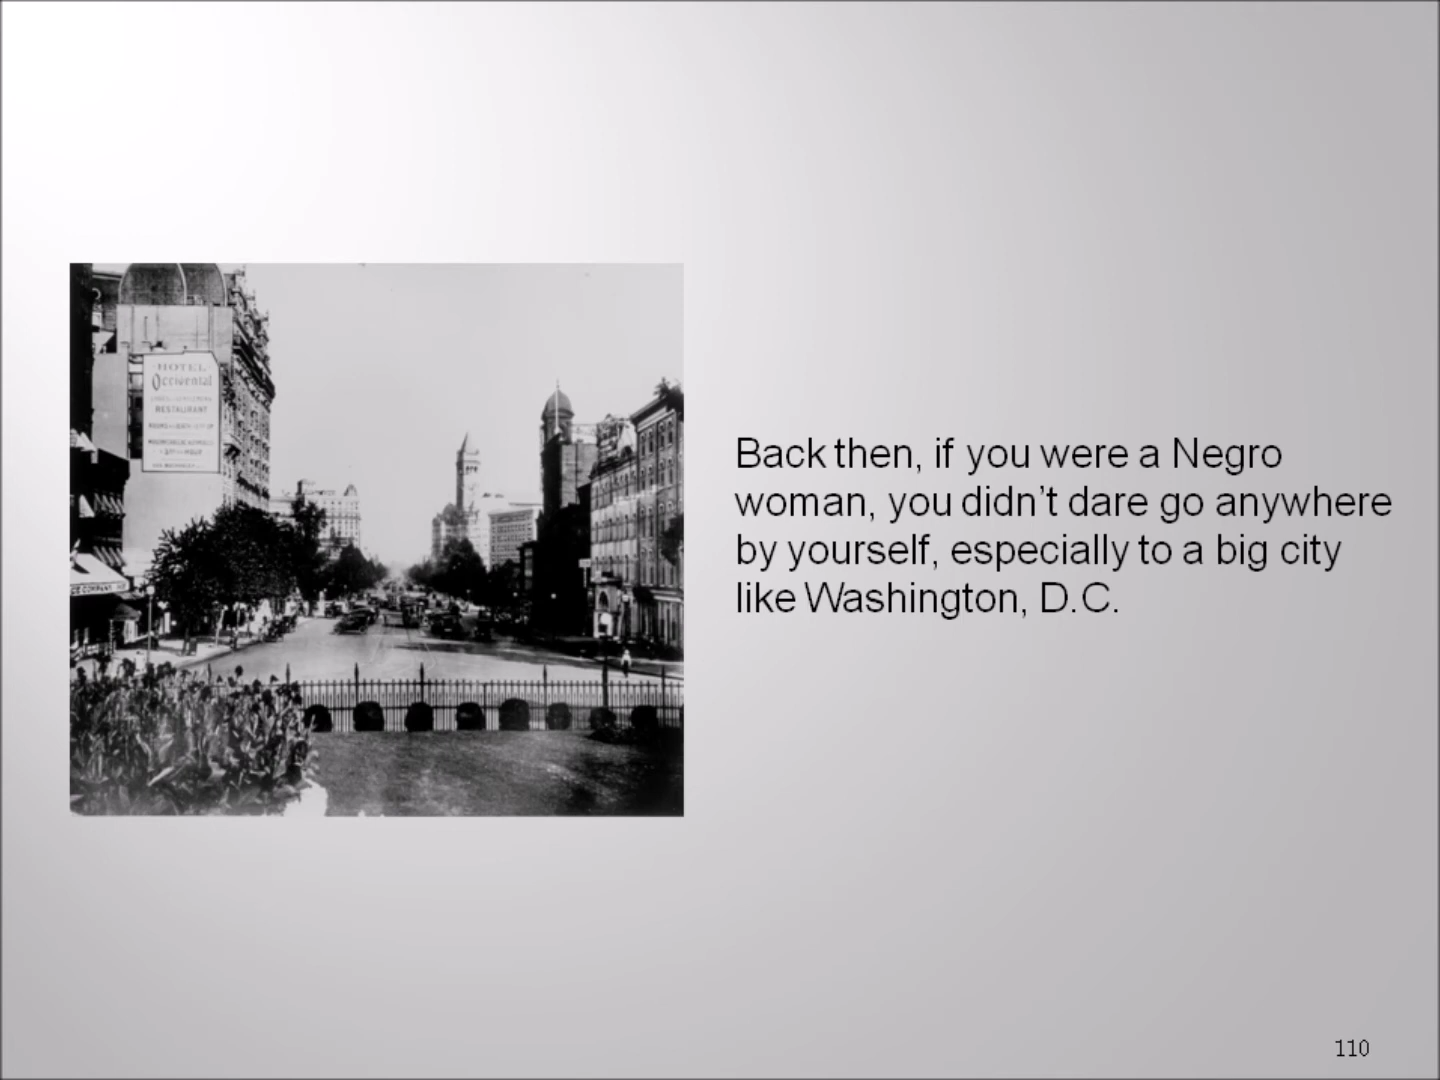 HOTEL
Occidental
RESTAURANT
Back then, if you were a Negro
woman, you didn't dare go anywhere
by yourself, especially to a big city
like Washington, D.C.
110